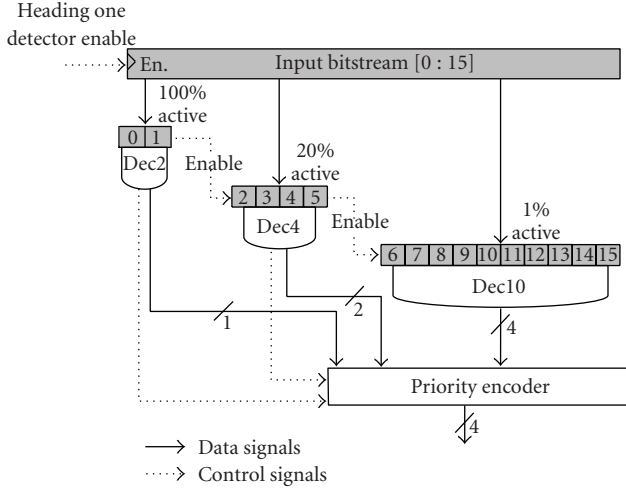 Heading one
detector enable
En.
Input bitstream [0 : 15]
100%
active
0 1
Dec2
Enable
20%
active
2 3 4 5
Dec4
Enable
1%
active
6 7 8 9 10 11 12 13 14 15
Dec10
1
2
4
Priority encoder
4
Data signals
Control signals